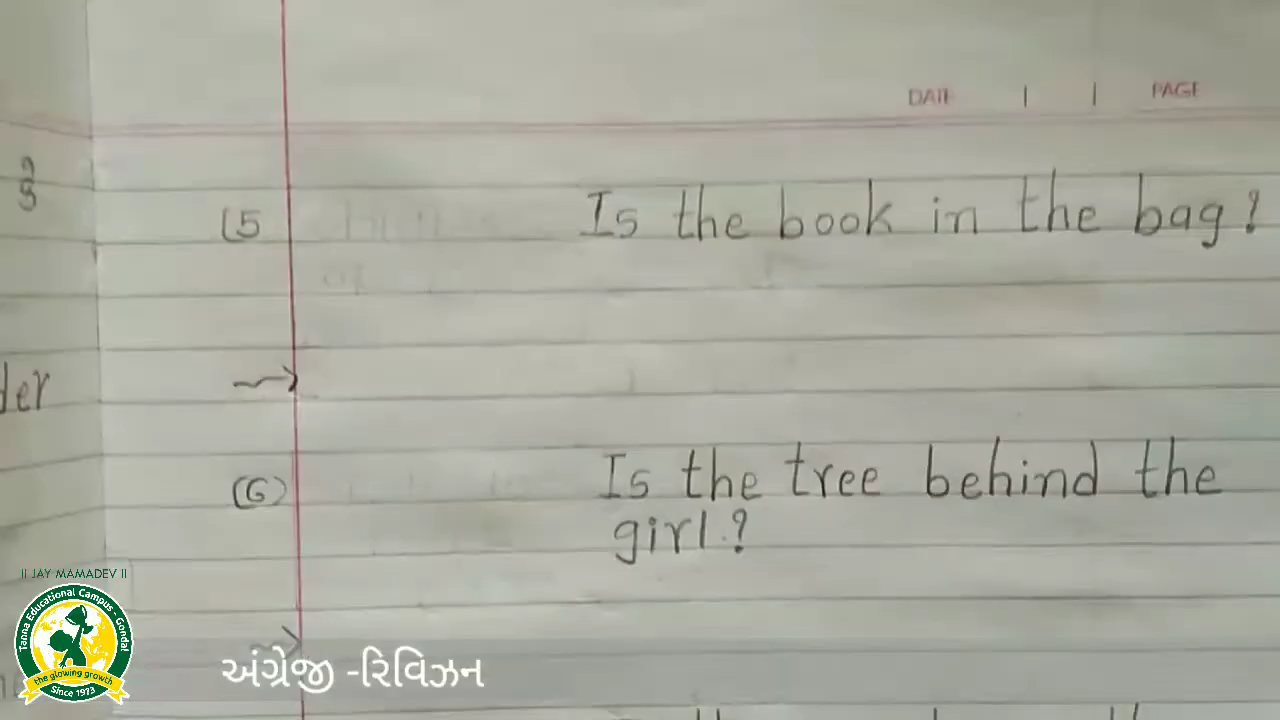 DATE PAGE
(5 Is the book in the bag?
der
(6) Is the tree behind the
girl.?
|| JAY MAMADEV ||
Tanna Educational Campus - Gondal
the glowing growth
Since 1973
અંગ્રેજી -રિવિઝન